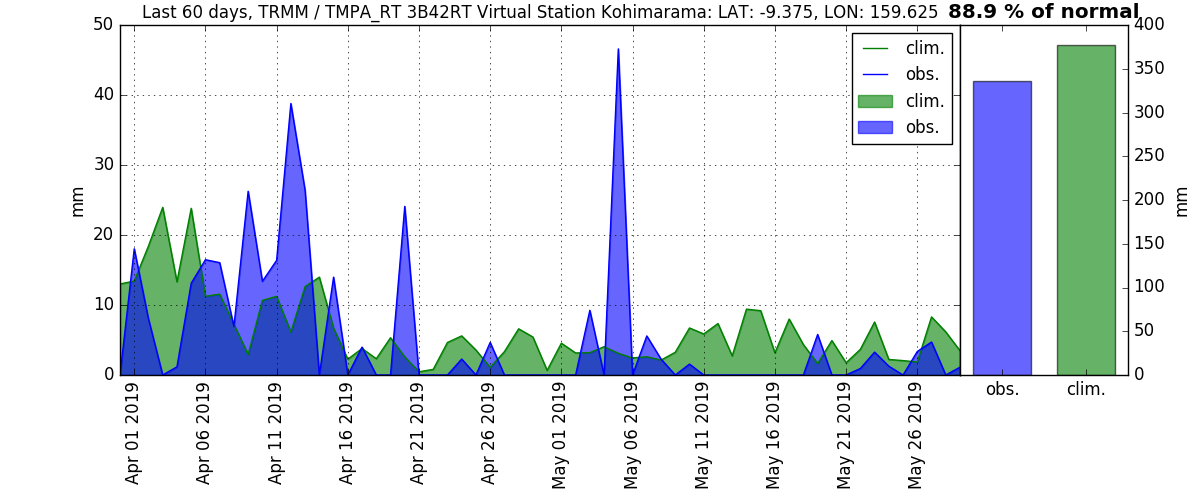 Last 60 days, TRMM / TMPA_RT 3B42RT Virtual Station Kohimarama: LAT: -9.375, LON: 159.625
88.9 % of normal
50
40
30
20
10
0
mm
clim.
obs.
clim.
obs.
Apr 01 2019
Apr 06 2019
Apr 11 2019
Apr 16 2019
Apr 21 2019
Apr 26 2019
May 01 2019
May 06 2019
May 11 2019
May 16 2019
May 21 2019
May 26 2019
400
350
300
250
200
150
100
50
0
mm
obs.
clim.